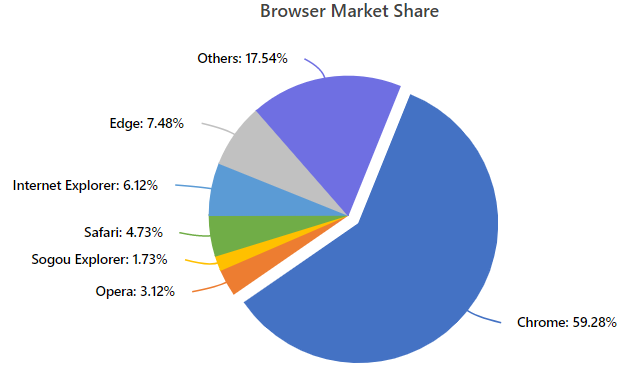 Browser Market Share
Others: 17.54%
Edge: 7.48%
Internet Explorer: 6.12%
Safari: 4.73%
Sogou Explorer: 1.73%
Opera: 3.12%
Chrome: 59.28%